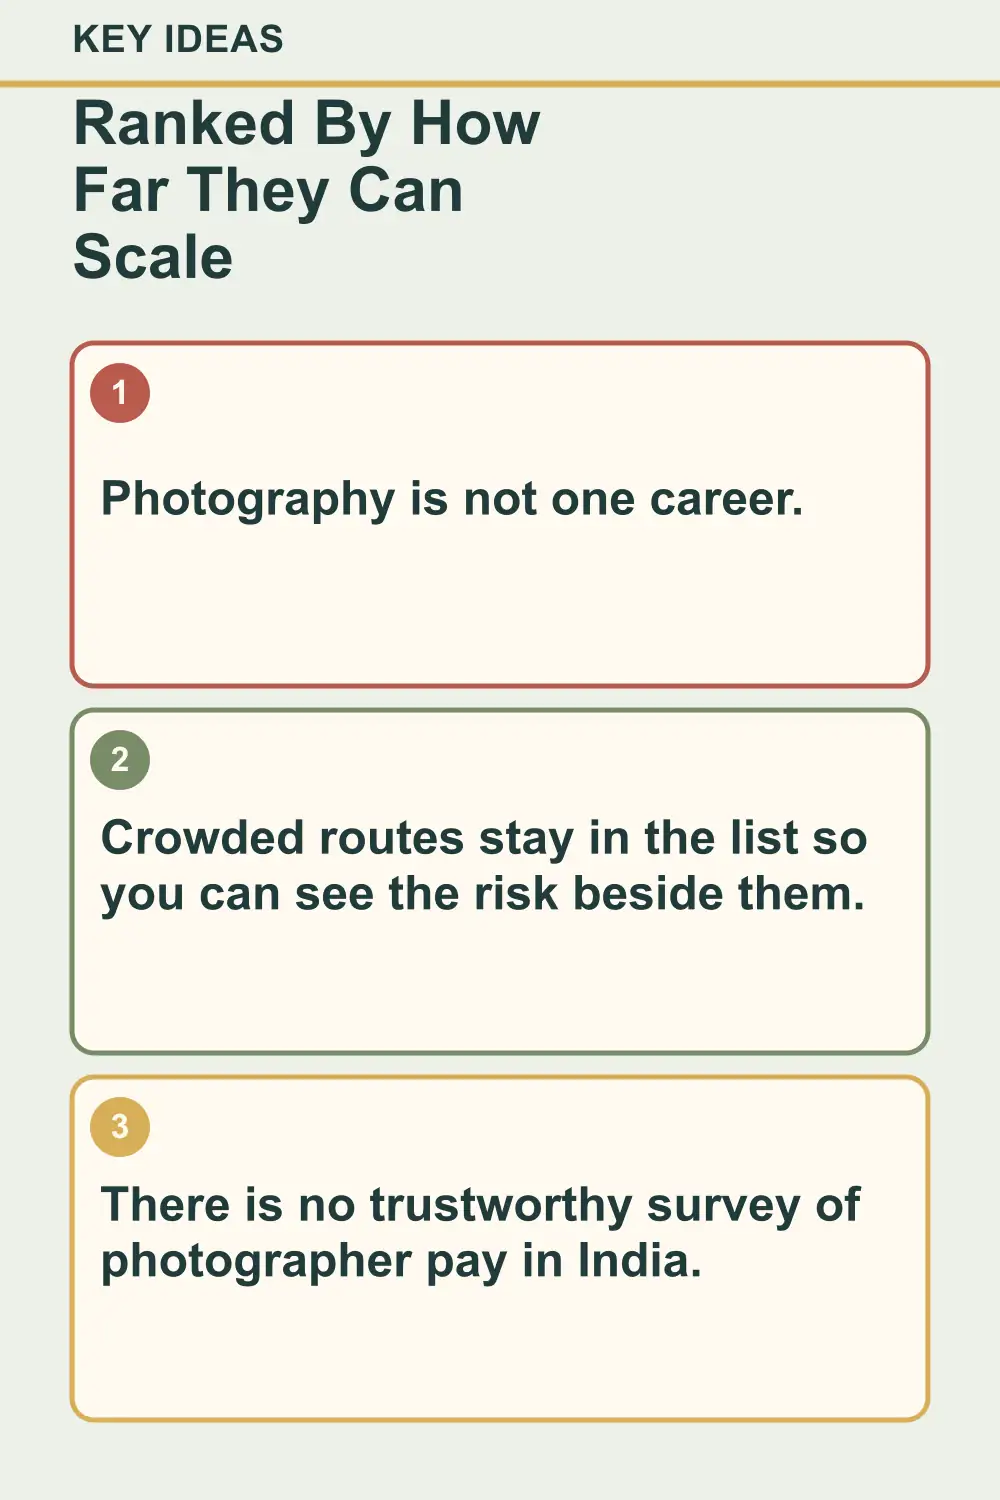 KEY IDEAS
Ranked By How
Far They Can
Scale
1
Photography is not one career.
2
Crowded routes stay in the list so
you can see the risk beside them.
3
There is no trustworthy survey of
photographer pay in India.